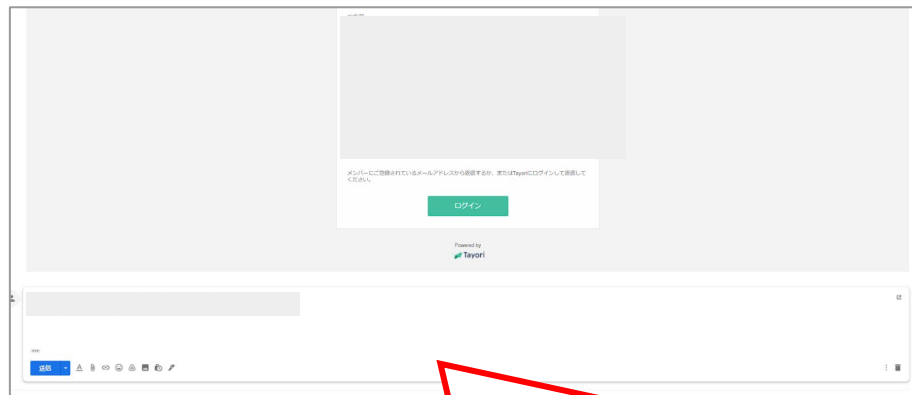 メンバーにご登録されているメールアドレスから返信するか、またはTayoriにログインして返信して
ください。
ログイン
Powered by
Tayori
送信